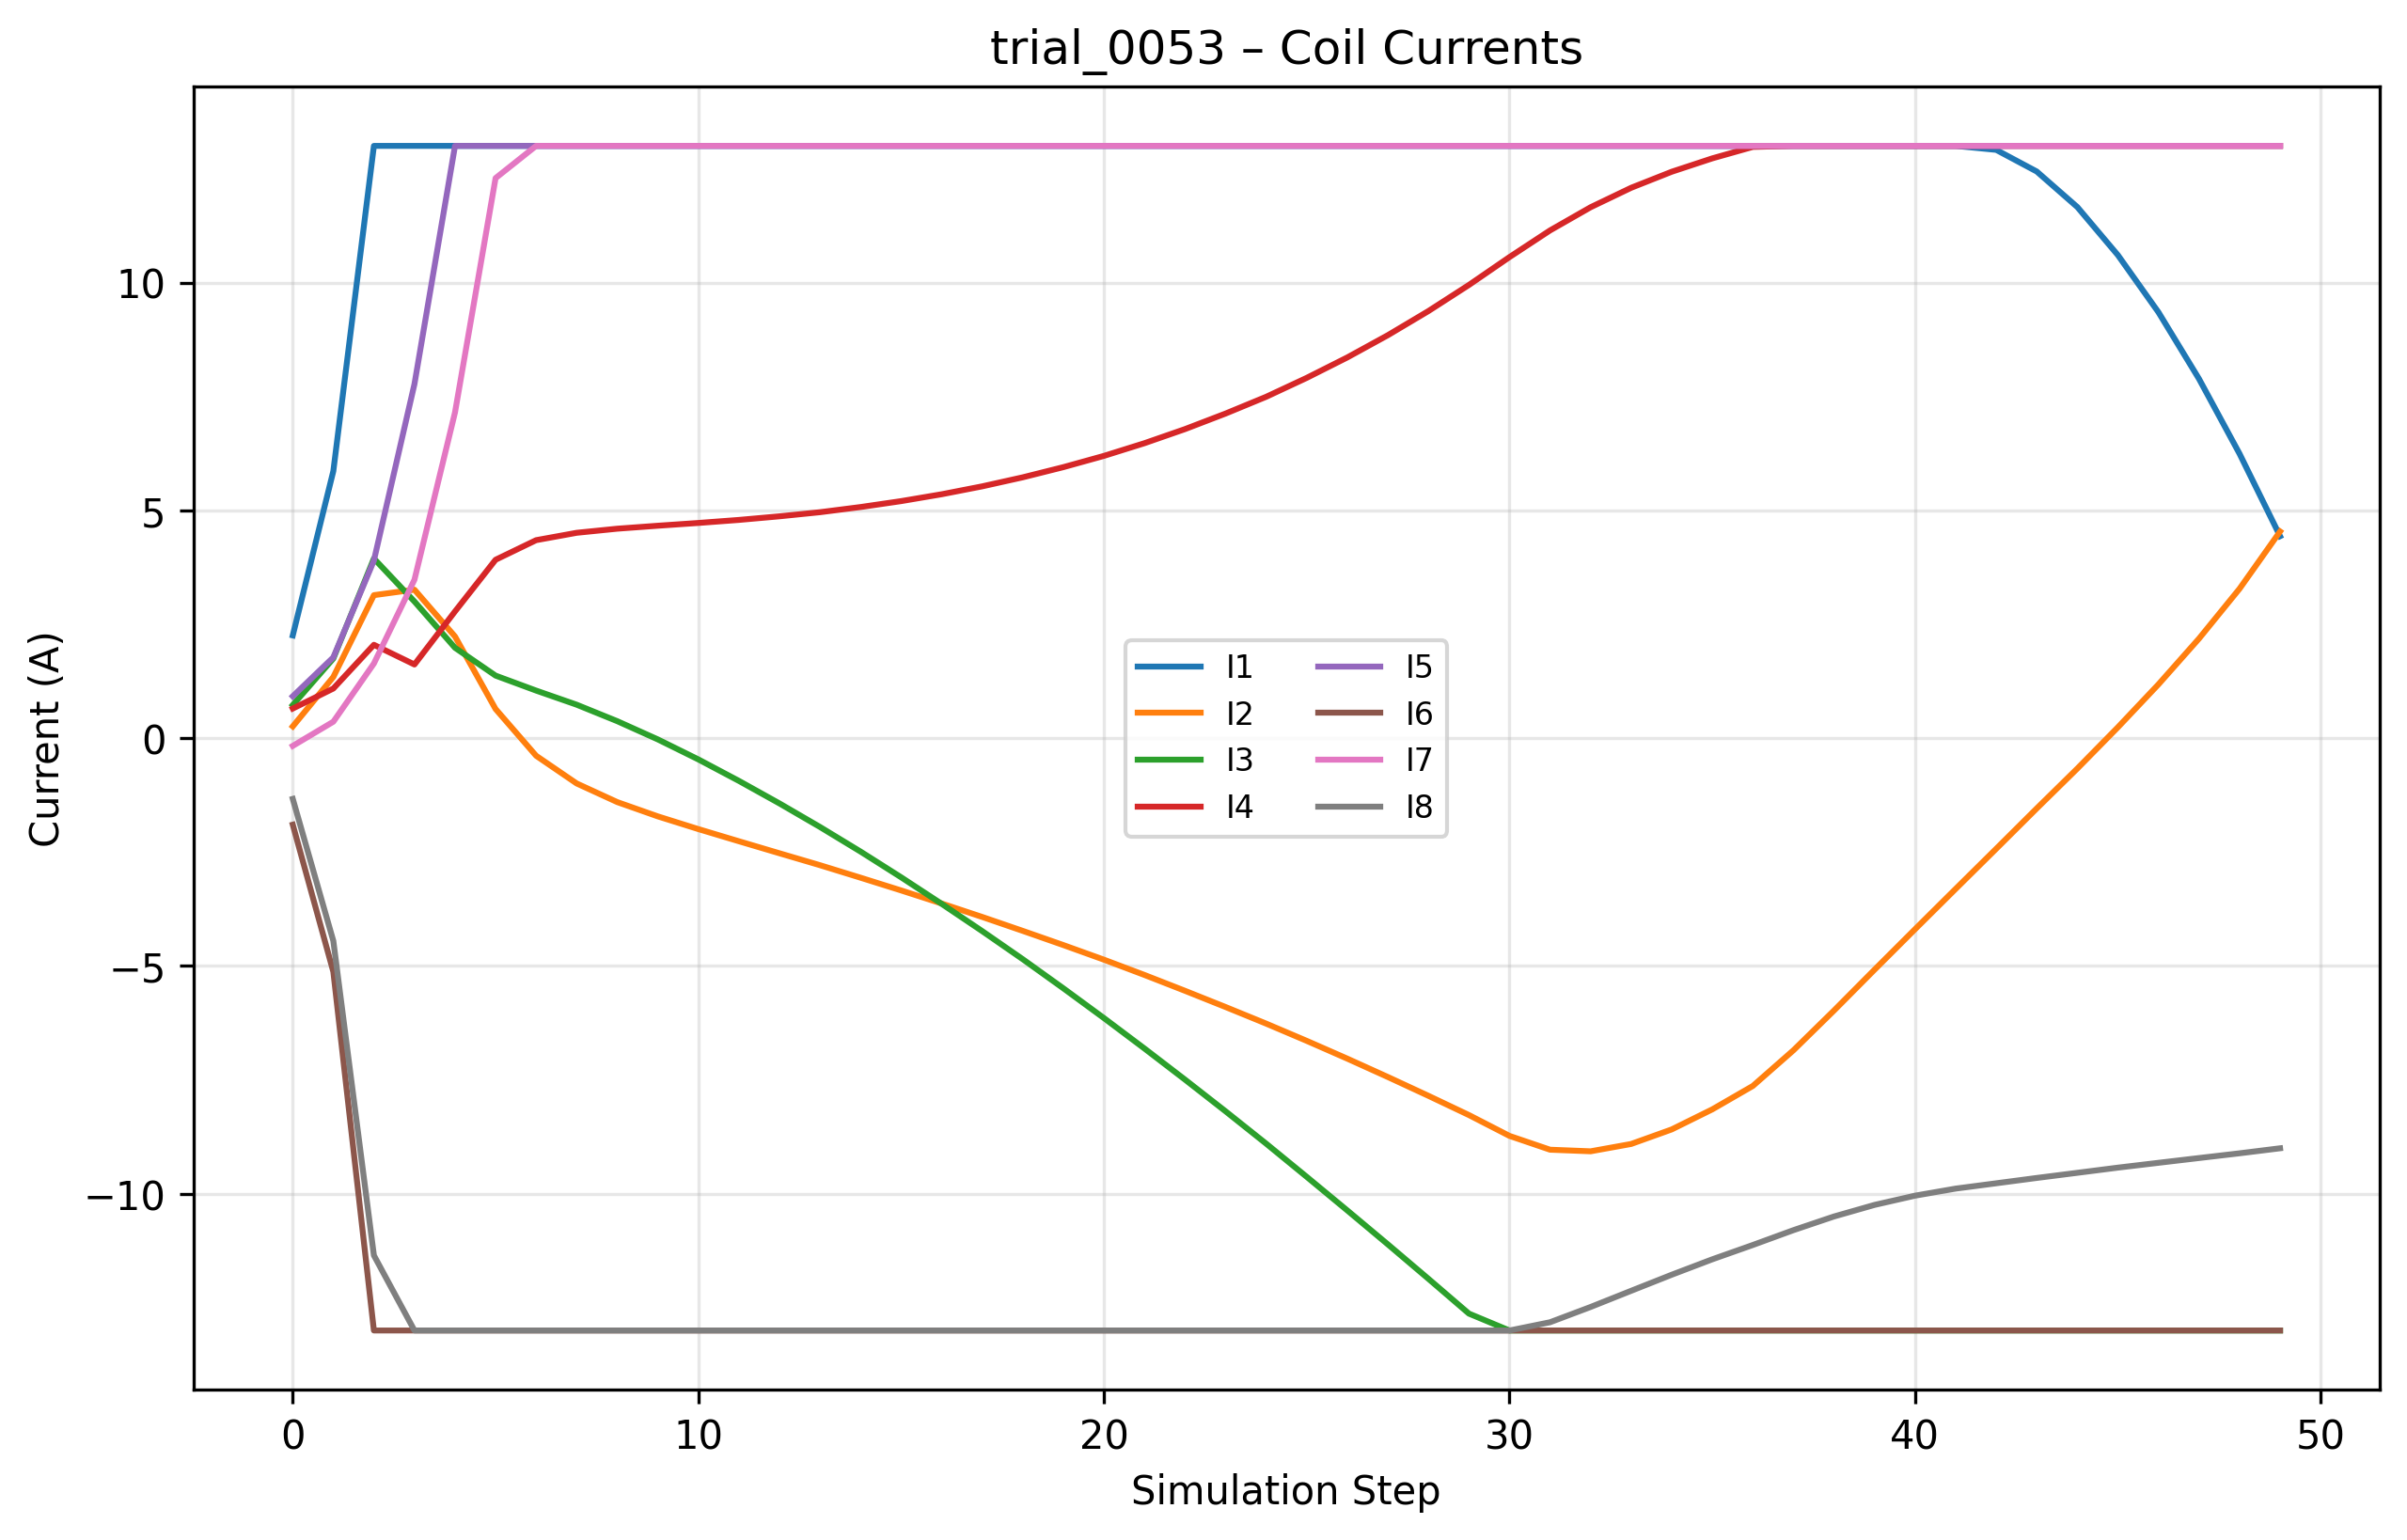 trial_0053 – Coil Currents
Current (A)
10
5
0
−5
−10
I1
I2
I3
I4
I5
I6
I7
I8
0
10
20
30
40
50
Simulation Step